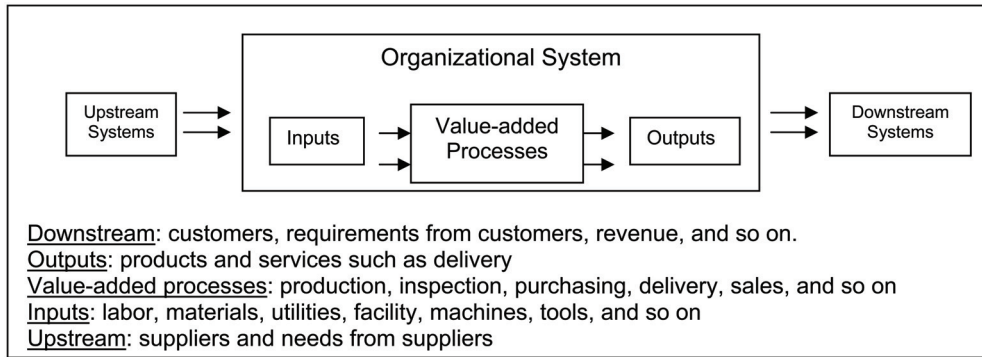 Organizational System
Upstream
Systems
Inputs
Value-added
Processes
Outputs
Downstream
Systems
Downstream: customers, requirements from customers, revenue, and so on.
Outputs: products and services such as delivery
Value-added processes: production, inspection, purchasing, delivery, sales, and so on
Inputs: labor, materials, utilities, facility, machines, tools, and so on
Upstream: suppliers and needs from suppliers